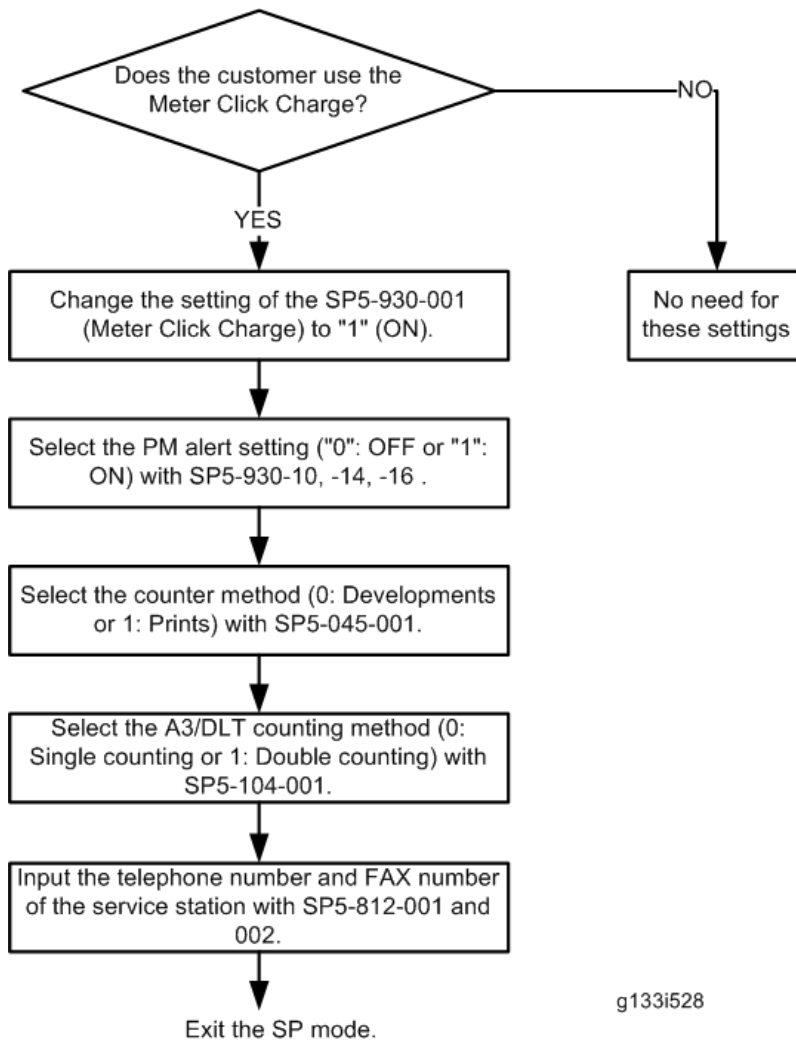 Does the customer use the
Meter Click Charge?
NO
YES
Change the setting of the SP5-930-001
(Meter Click Charge) to "1" (ON).
No need for
these settings
Select the PM alert setting ("0": OFF or "1":
ON) with SP5-930-10, -14, -16 .
Select the counter method (0: Developments
or 1: Prints) with SP5-045-001.
Select the A3/DLT counting method (0:
Single counting or 1: Double counting) with
SP5-104-001.
Input the telephone number and FAX number
of the service station with SP5-812-001 and
002.
Exit the SP mode.
g133i528